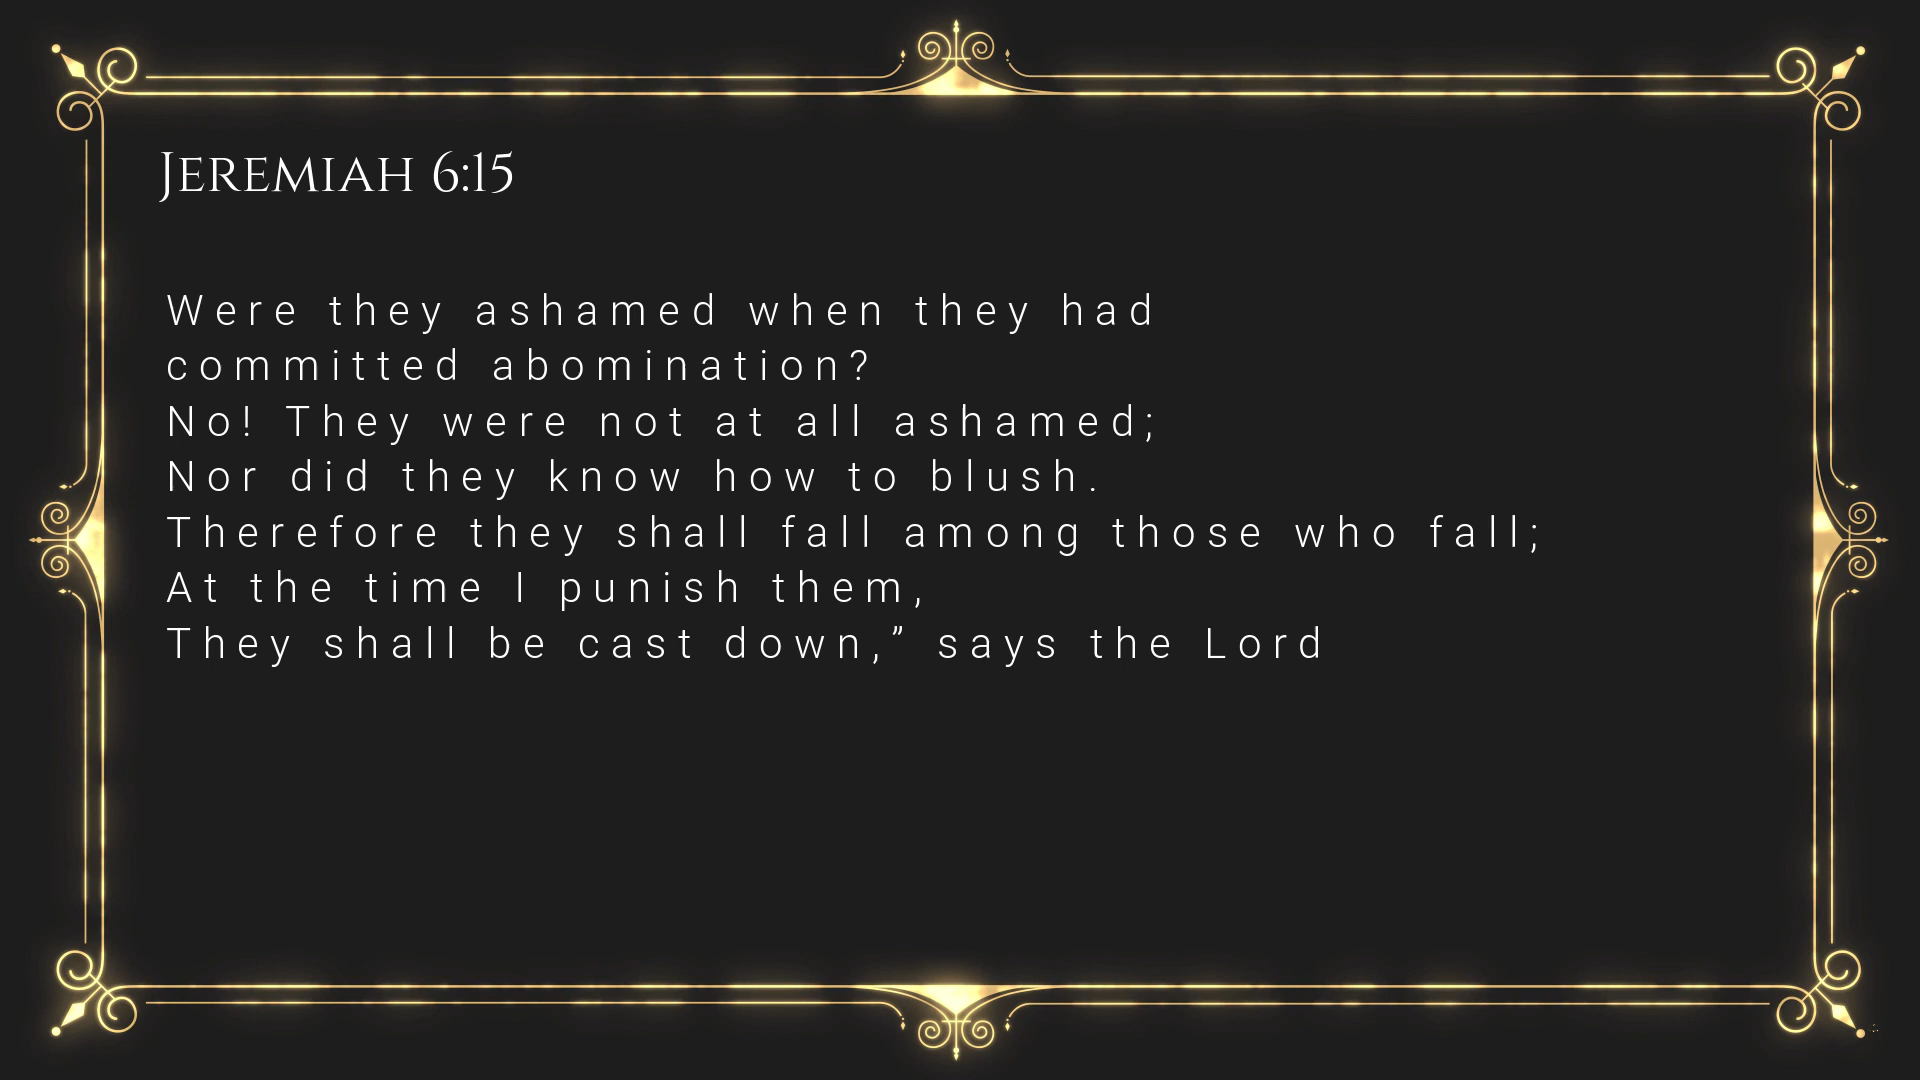 Jeremiah 6:15
Were they ashamed when they had
committed abomination?
No! They were not at all ashamed;
Nor did they know how to blush.
Therefore they shall fall among those who fall;
At the time I punish them,
They shall be cast down,” says the Lord